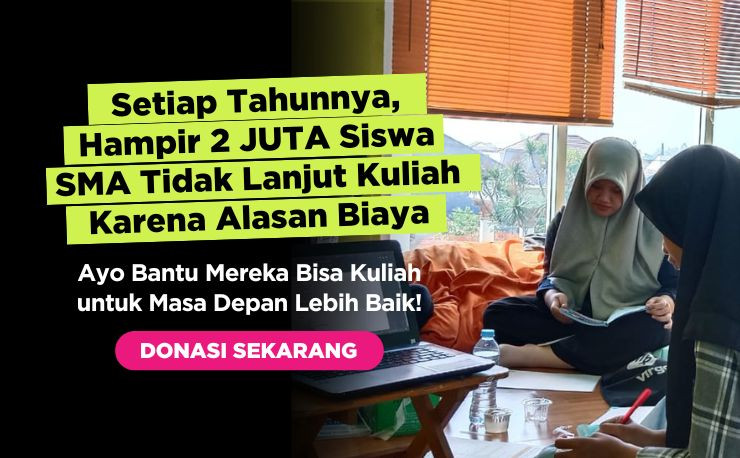 Setiap Tahunnya,
Hampir 2 JUTA Siswa
SMA Tidak Lanjut Kuliah
Karena Alasan Biaya
Ayo Bantu Mereka Bisa Kuliah
untuk Masa Depan Lebih Baik!
DONASI SEKARANG